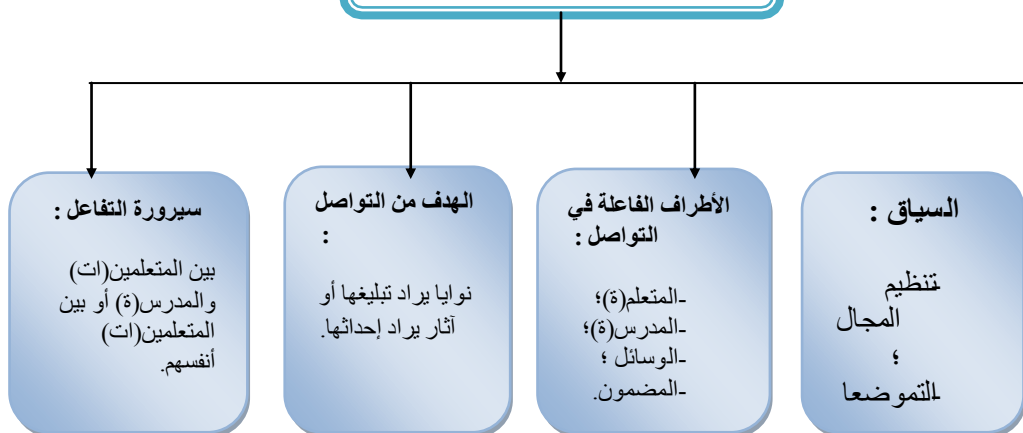 السياق :
-تنظيم
المجال
؛
-التموضعا
الأطراف الفاعلة في
التواصل :
-المتعلم(ة)؛
-المدرس(ة)؛
-الوسائل ؛
-المضمون.
الهدف من التواصل
:
نوايا يراد تبليغها أو
آثار يراد إحداثها.
سيرورة التفاعل :
بين المتعلمين(ات)
والمدرس(ة) أو بين
المتعلمين(ات)
أنفسهم.